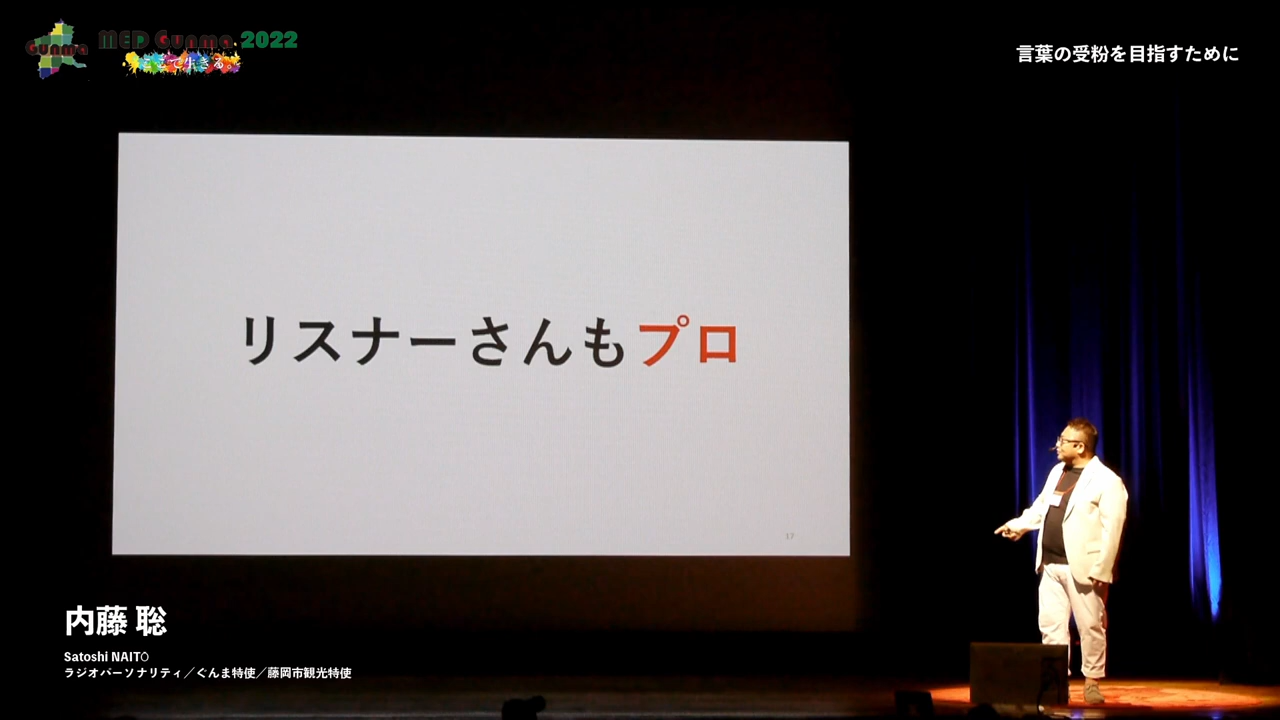 Gunma
MED Gunma 2022
言葉の受粉を目指すために
リスナーさんもプロ
17
内藤 聡
Satoshi NAITO
ラジオパーソナリティ／ぐんま特使／藤岡市観光特使